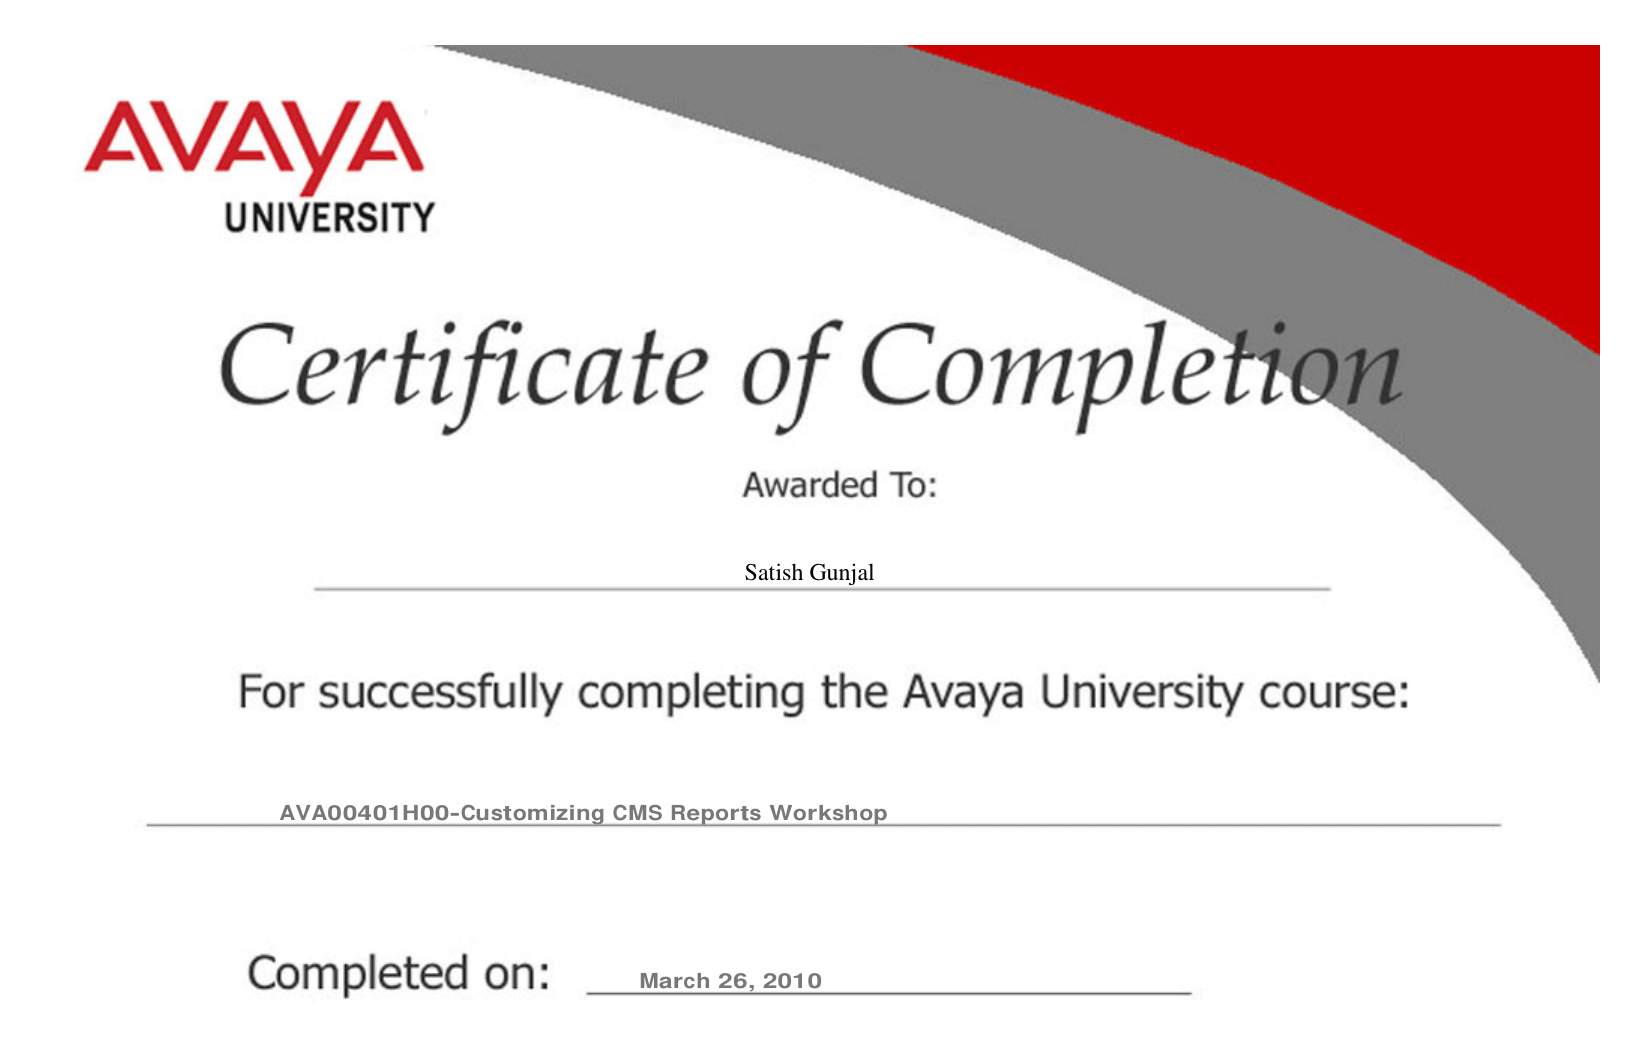 AVAYA
UNIVERSITY
Certificate of Completion
Awarded To:
Satish Gunjal
For successfully completing the Avaya University course:
AVA00401H00-Customizing CMS Reports Workshop
Completed on: March 26, 2010